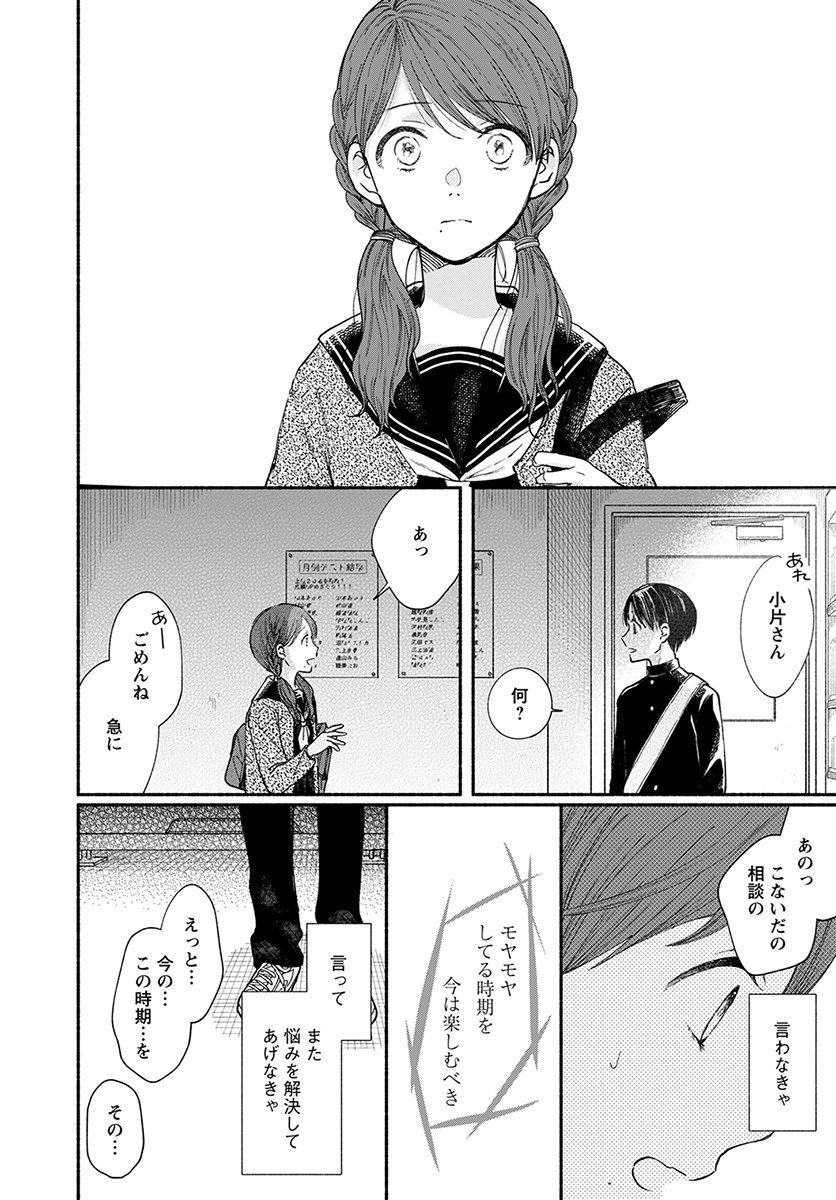 あれ
小片さん
何?
あっ
月例テスト結果
果
あー
ごめんね
急に
あのっ
こないだの
相談の
言わなきゃ
モヤモヤ
してる時期を
今は楽しむべき
言って
また
悩みを解決して
あげなきゃ
えっと…
今の…
この時期…を
その…